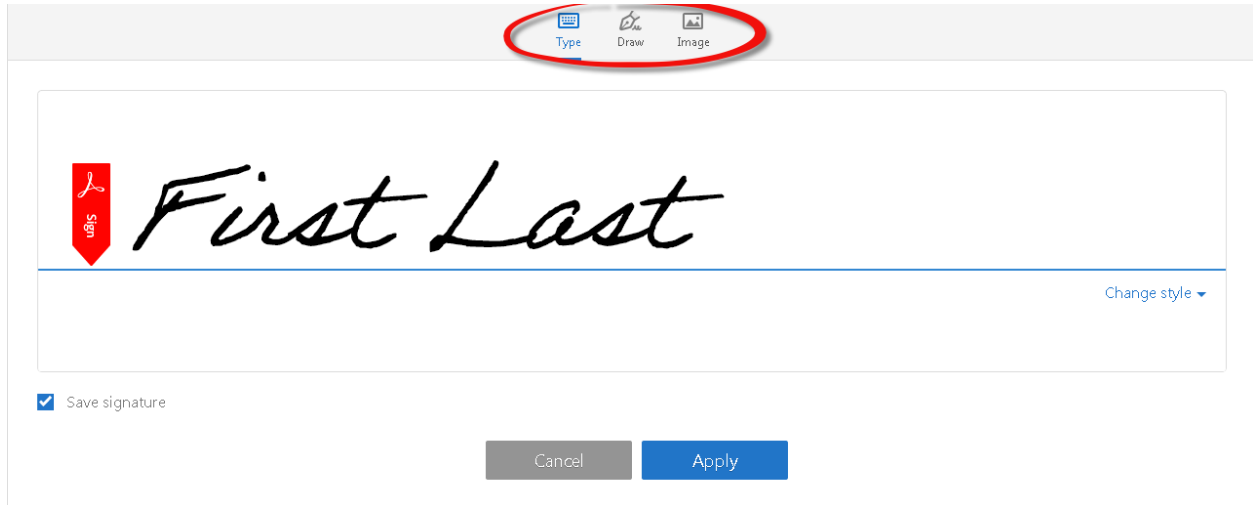 Type Draw Image
Sign
First Last
Change style
Save signature
Cancel Apply